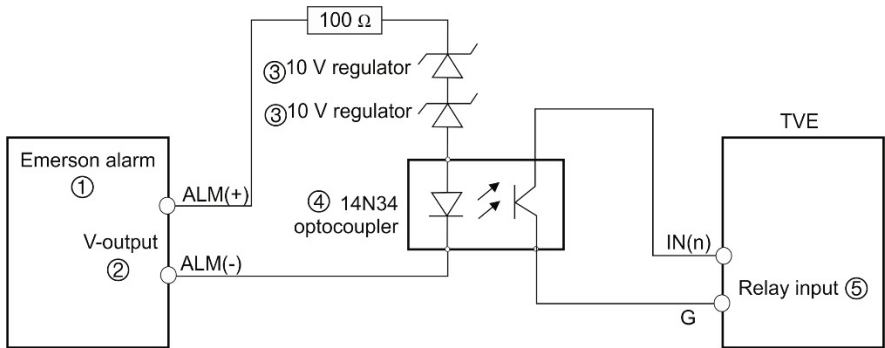 100 Ω
③10 V regulator
③10 V regulator
TVE
Emerson alarm
①
ALM(+)
④ 14N34
optocoupler
V-output
②
ALM(-)
IN(n)
Relay input ⑤
G